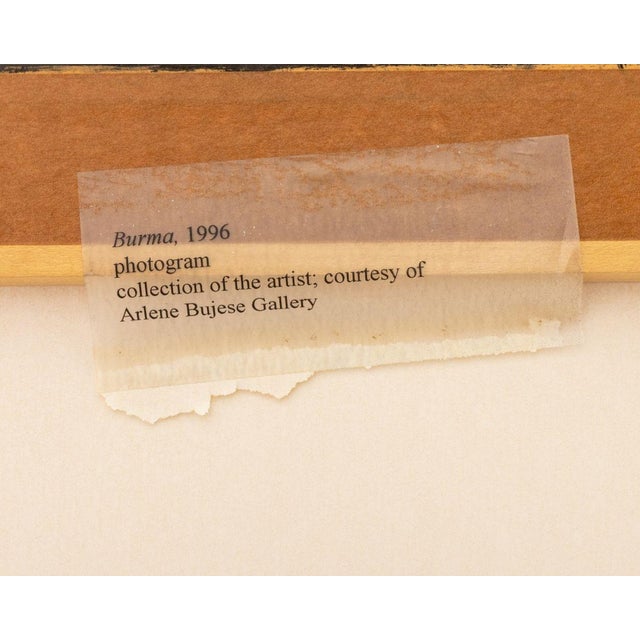 Burma, 1996
photogram
collection of the artist; courtesy of
Arlene Bujese Gallery